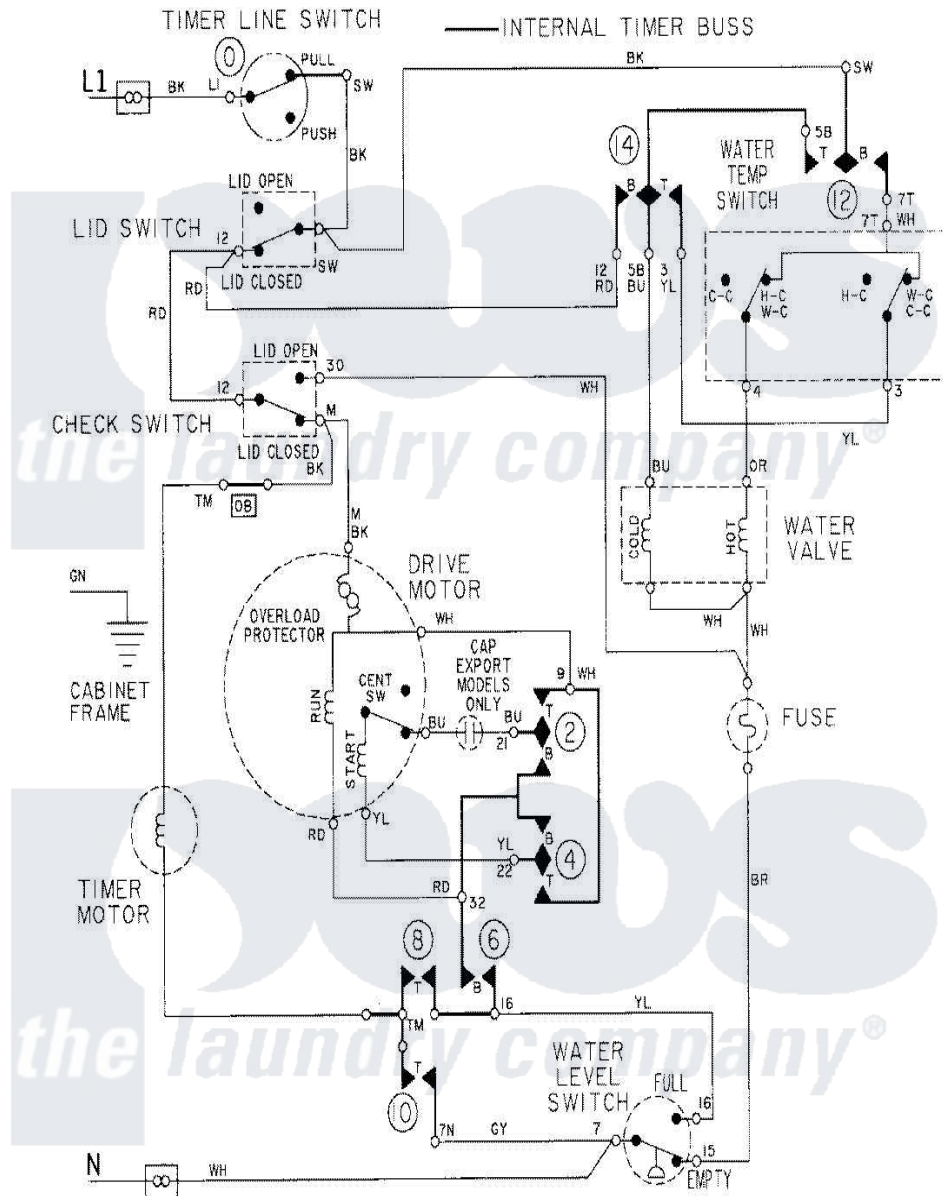 TIMER LINE SWITCH
INTERNAL TIMER BUSS
0
PULL
BK
SW
L1
BK
L1
SW
PUSH
5B
14
WATER
TEMP
SWITCH
T
B
BK
LID OPEN
B
T
12
7T
7T
WH
LID SWITCH
12
SW
LID CLOSED
12
RD
5B
BU
3
YL
C-C
H-C
W-C
H-C
W-C
C-C
RD
RD
LID OPEN
30
12
WH
4
3
M
CHECK SWITCH
LID CLOSED
YL
BK
the laundry company®
TM
08
BU
OR
M
BK
COLD
HOT
WATER
VALVE
GN
DRIVE
MOTOR
OVERLOAD
PROTECTOR
WH
WH
WH
CAP
EXPORT
MODELS
ONLY
9
WH
CABINET
FRAME
CENT
SW
T
RUN
BU
BU
21
2
FUSE
START
B
YL
RD
B
YL
22
4
T
BR
TIMER
MOTOR
RD
32
8
6
T
B
16
YL
TM
the laundry company®
WATER
LEVEL
SWITCH
FULL
T
16
10
7N
GY
7
15
N
WH
EMPTY